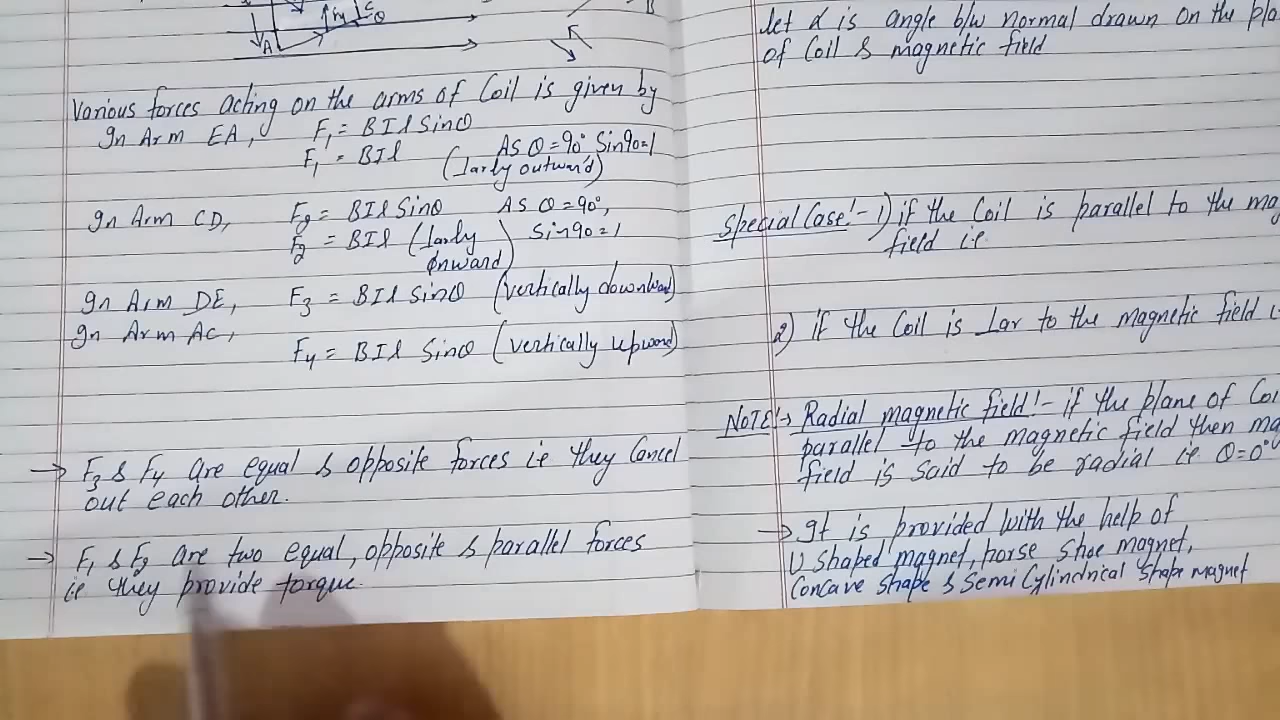 F4 C
θ
A
B
Various forces acting on the arms of Coil is given by
In Arm EA, F1 = BIl Sinθ
F1 = BIl As θ=90° Sin90=1
(⊥arly outward)
In Arm CD, F2 = BIl Sinθ As θ=90°,
F2 = BIl (⊥arly Sin90=1
onward)
In Arm DE, F3 = BIl Sinθ (vertically downward)
In Arm AC,
F4 = BIl Sinθ (vertically upward)
→ F3 & F4 are equal & opposite forces ie they Cancel
out each other.
→ F1 & F2 are two equal, opposite & parallel forces
ie they provide torque.
let α is angle b/w normal drawn on the pla
of Coil & magnetic field
Special Case:- 1) if the Coil is parallel to the mag
field ie
2) if the Coil is ⊥ar to the magnetic field i
NOTE:→ Radial magnetic field:- if the plane of Coi
parallel to the magnetic field then ma
field is said to be radial ie θ=0°
→ It is provided with the help of
U shaped magnet, horse shoe magnet,
Concave shape & Semi Cylindrical Shape magnet